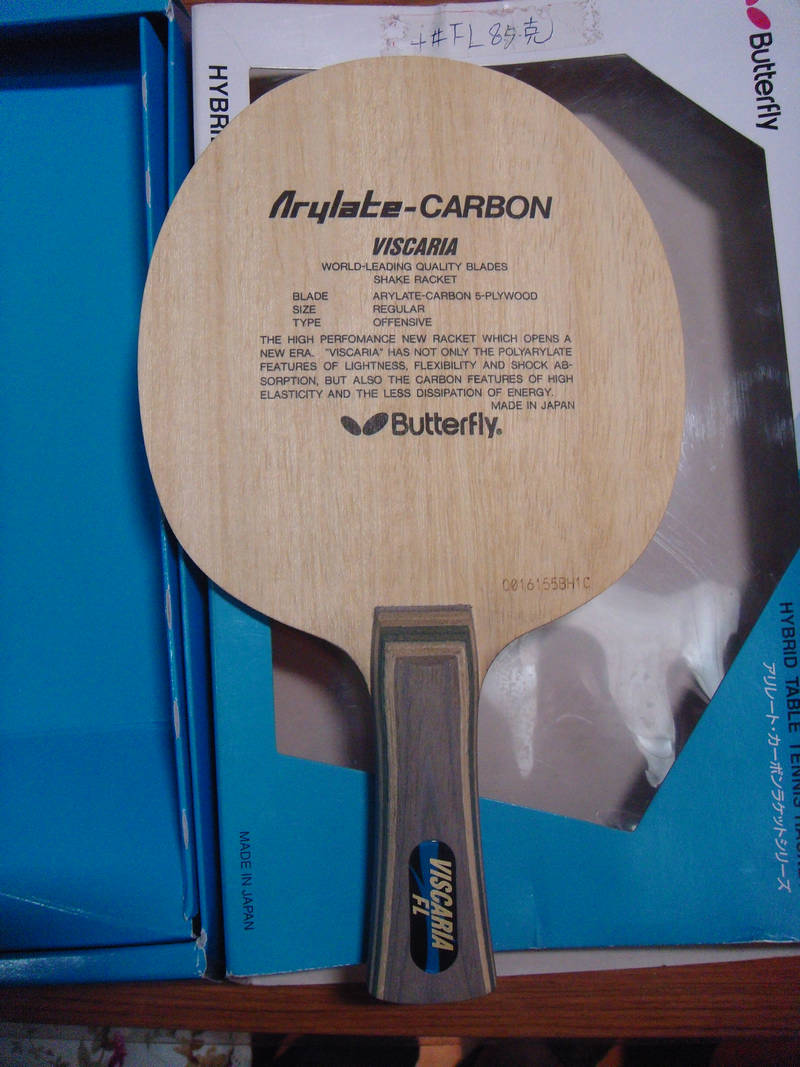 十#FL 85克
Butterfly
HYBRI
Arylate-CARBON
VISCARIA
WORLD-LEADING QUALITY BLADES
SHAKE RACKET
BLADE ARYLATE-CARBON 5-PLYWOOD
SIZE REGULAR
TYPE OFFENSIVE
THE HIGH PERFOMANCE NEW RACKET WHICH OPENS A
NEW ERA. "VISCARIA" HAS NOT ONLY THE POLYARYLATE
FEATURES OF LIGHTNESS, FLEXIBILITY AND SHOCK AB-
SORPTION, BUT ALSO THE CARBON FEATURES OF HIGH
ELASTICITY AND THE LESS DISSIPATION OF ENERGY.
MADE IN JAPAN
Butterfly®
HYBRID TABLE TENNIS RACK
アリレート・カーボンラケットシリーズ
MADE IN JAPAN
VISCARIA
FL